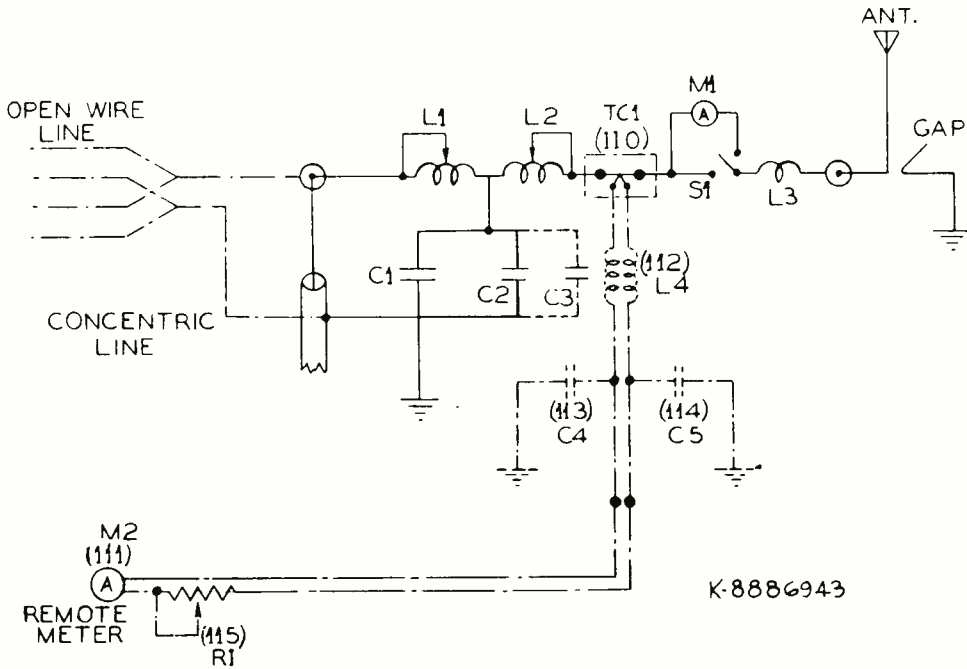 ANT.
OPEN WIRE
LINE
L1
L2
TC1
(110)
M1
A
GAP
S1
L3
C1
C2
C3
(112)
L4
CONCENTRIC
LINE
(113)
C4
(114)
C5
M2
(111)
A
REMOTE
METER
(115)
R1
K-8886943